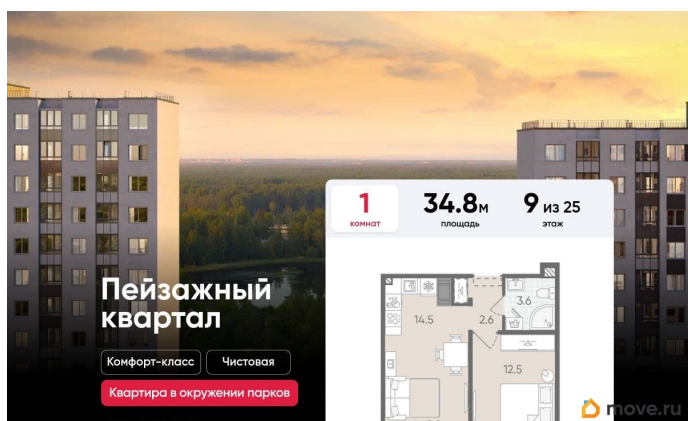 1
комнат
34.8м
площадь
9 из 25
этаж
Пейзажный
квартал
Комфорт-класс
Чистовая
Квартира в окружении парков
14.5
2.6
3.6
12.5
move.ru